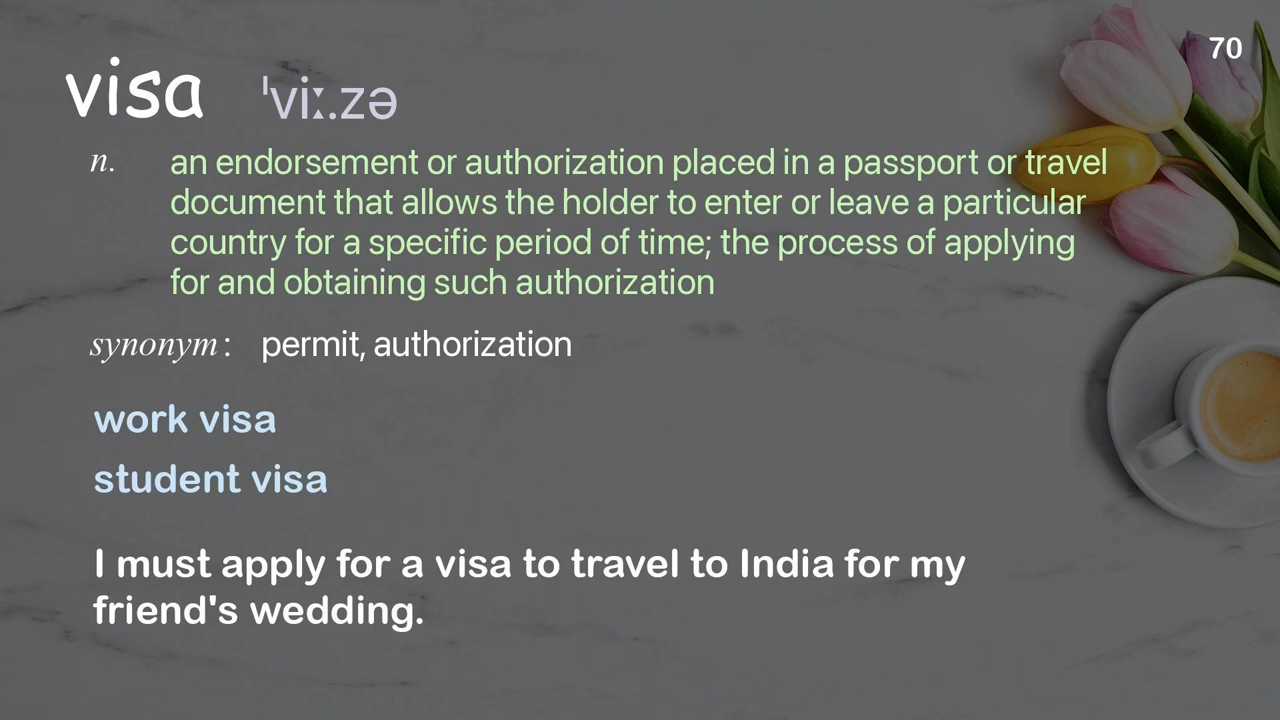 70
visa ˈviː.zə
n. an endorsement or authorization placed in a passport or travel
document that allows the holder to enter or leave a particular
country for a specific period of time; the process of applying
for and obtaining such authorization
synonym: permit, authorization
work visa
student visa
I must apply for a visa to travel to India for my
friend's wedding.